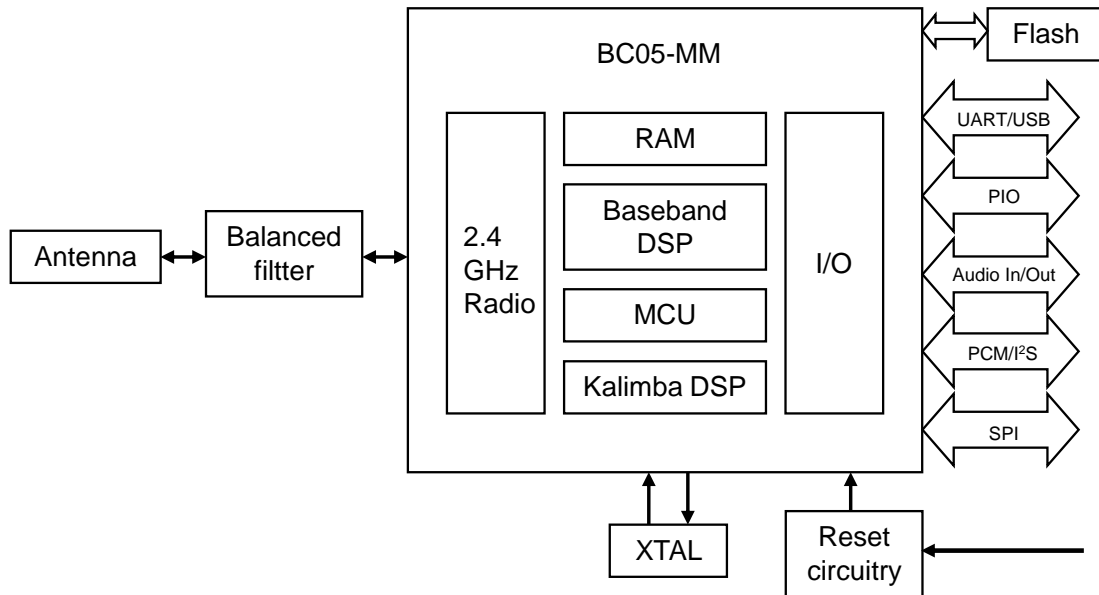 BC05-MM
Flash
RAM
UART/USB
Baseband
DSP
PIO
Antenna
Balanced
filtter
2.4
GHz
Radio
I/O
Audio In/Out
MCU
PCM/I²S
Kalimba DSP
SPI
XTAL
Reset
circuitry